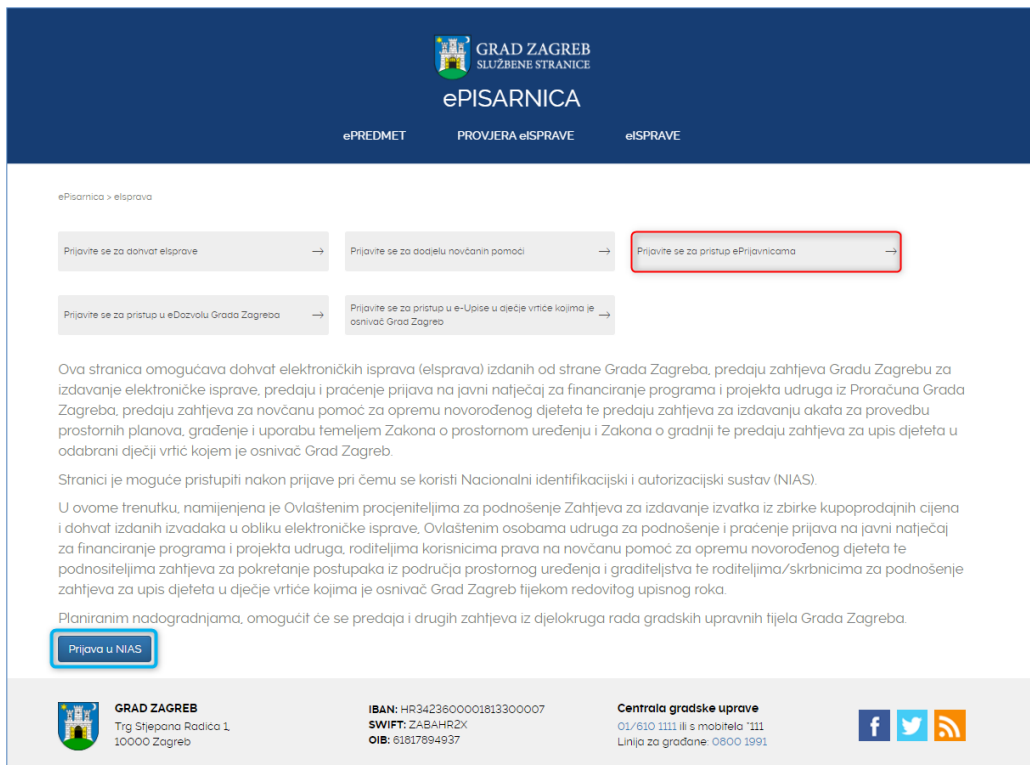 GRAD ZAGREB
SLUŽBENE STRANICE
ePISARNICA
ePREDMET PROVJERA eISPRAVE eISPRAVE
ePisarnica > eIsprava
Prijavite se za dohvat eIsprave →
Prijavite se za dodjelu novčanih pomoći →
Prijavite se za pristup ePrijavnicama →
Prijavite se za pristup u eDozvolu Grada Zagreba →
Prijavite se za pristup u e-Upise u dječje vrtiće kojima je →
osnivač Grad Zagreb
Ova stranica omogućava dohvat elektroničkih isprava (eIsprava) izdanih od strane Grada Zagreba, predaju zahtjeva Gradu Zagrebu za
izdavanje elektroničke isprave, predaju i praćenje prijava na javni natječaj za financiranje programa i projekta udruga iz Proračuna Grada
Zagreba, predaju zahtjeva za novčanu pomoć za opremu novorođenog djeteta te predaju zahtjeva za izdavanju akata za provedbu
prostornih planova, građenje i uporabu temeljem Zakona o prostornom uređenju i Zakona o gradnji te predaju zahtjeva za upis djeteta u
odabrani dječji vrtić kojem je osnivač Grad Zagreb.
Stranici je moguće pristupiti nakon prijave pri čemu se koristi Nacionalni identifikacijski i autorizacijski sustav (NIAS).
U ovome trenutku, namijenjena je Ovlaštenim procjeniteljima za podnošenje Zahtjeva za izdavanje izvatka iz zbirke kupoprodajnih cijena
i dohvat izdanih izvadaka u obliku elektroničke isprave, Ovlaštenim osobama udruga za podnošenje i praćenje prijava na javni natječaj
za financiranje programa i projekta udruga, roditeljima korisnicima prava na novčanu pomoć za opremu novorođenog djeteta te
podnositeljima zahtjeva za pokretanje postupaka iz područja prostornog uređenja i graditeljstva te roditeljima/skrbnicima za podnošenje
zahtjeva za upis djeteta u dječje vrtiće kojima je osnivač Grad Zagreb tijekom redovitog upisnog roka.
Planiranim nadogradnjama, omogućit će se predaja i drugih zahtjeva iz djelokruga rada gradskih upravnih tijela Grada Zagreba.
Prijava u NIAS
GRAD ZAGREB
Trg Stjepana Radića 1,
10000 Zagreb
IBAN: HR3423600001813300007
SWIFT: ZABAHR2X
OIB: 61817894937
Centrala gradske uprave
01/610 1111 ili s mobitela *111
Linija za građane: 0800 1991